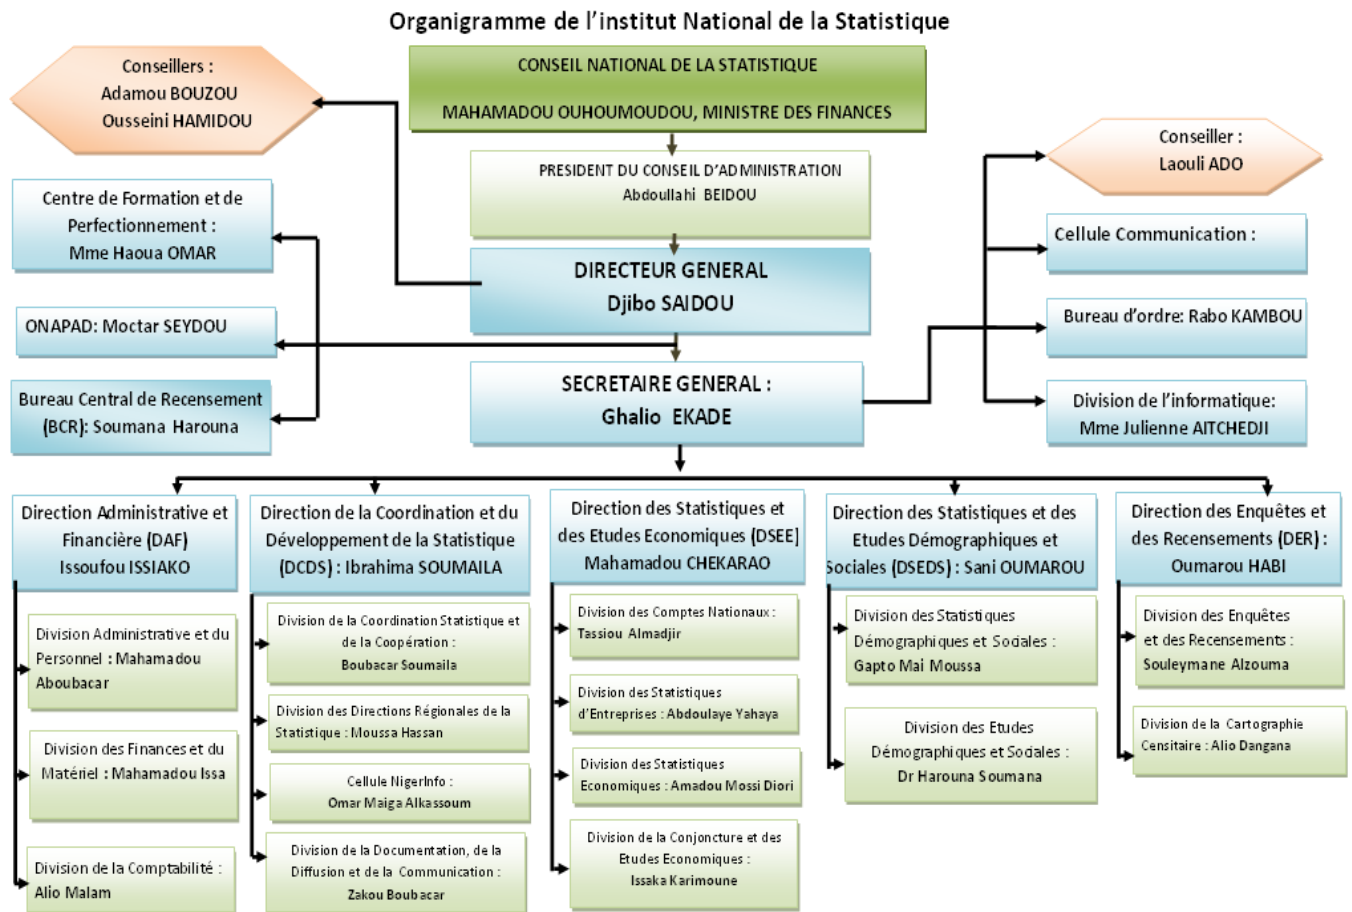 Organigramme de l'institut National de la Statistique
Conseillers :
Adamou BOUZOU
Ousseini HAMIDOU
CONSEIL NATIONAL DE LA STATISTIQUE
MAHAMADOU OUHOUMOUDOU, MINISTRE DES FINANCES
Conseiller :
Laouli ADO
PRESIDENT DU CONSEIL D'ADMINISTRATION
Abdoullahi BEIDOU
Centre de Formation et de
Perfectionnement :
Mme Haoua OMAR
Cellule Communication :
DIRECTEUR GENERAL
Djibo SAIDOU
ONAPAD: Moctar SEYDOU
Bureau d'ordre: Rabo KAMBOU
SECRETAIRE GENERAL :
Ghalio EKADE
Bureau Central de Recensement
(BCR): Soumana Harouna
Division de l'informatique:
Mme Julienne AITCHEDJI
Direction Administrative et
Financière (DAF)
Issoufou ISSIAKO
Division Administrative et du
Personnel : Mahamadou
Aboubacar
Division des Finances et du
Matériel : Mahamadou Issa
Division de la Comptabilité :
Alio Malam
Direction de la Coordination et du
Développement de la Statistique
(DCDS) : Ibrahima SOUMAILA
Division de la Coordination Statistique et
de la Coopération :
Boubacar Soumaila
Division des Directions Régionales de la
Statistique : Moussa Hassan
Cellule NigerInfo :
Omar Maiga Alkassoum
Division de la Documentation, de la
Diffusion et de la Communication :
Zakou Boubacar
Direction des Statistiques et
des Etudes Economiques (DSEE]
Mahamadou CHEKARAO
Division des Comptes Nationaux :
Tassiou Almadjir
Division des Statistiques
d'Entreprises : Abdoulaye Yahaya
Division des Statistiques
Economiques : Amadou Mossi Diori
Division de la Conjoncture et des
Etudes Economiques :
Issaka Karimoune
Direction des Statistiques et des
Etudes Démographiques et
Sociales (DSEDS) : Sani OUMAROU
Division des Statistiques
Démographiques et Sociales :
Gapto Mai Moussa
Division des Etudes
Démographiques et Sociales :
Dr Harouna Soumana
Direction des Enquêtes et
des Recensements (DER) :
Oumarou HABI
Division des Enquêtes
et des Recensements :
Souleymane Alzouma
Division de la Cartographie
Censitaire : Alio Dangana